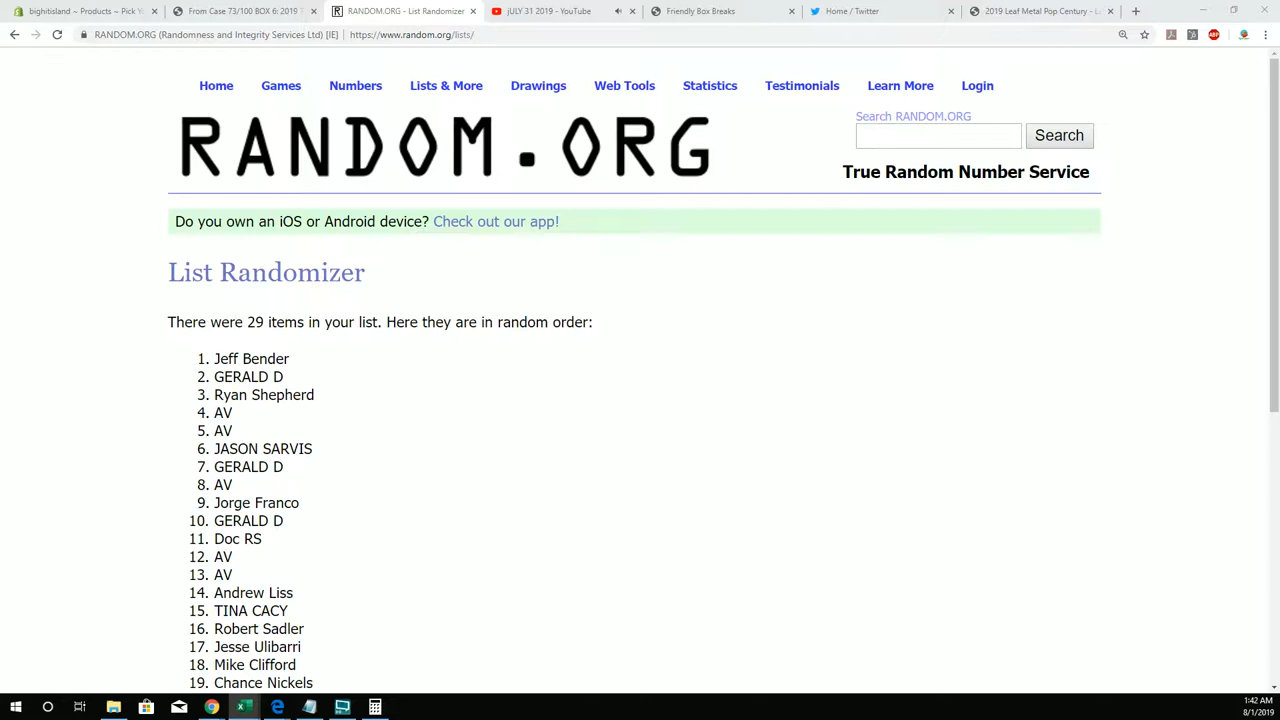 bighitisland ~ Products ~ Pick Y
From Case 73/100 BOX 6: 2019 T
RANDOM.ORG - List Randomizer
jULY 31 2019 - YouTube
Friendly Box Breaks
Home / Twitter
2019 Leaf Metal Pop Century - L
RANDOM.ORG (Randomness and Integrity Services Ltd) [IE] | https://www.random.org/lists/
Home Games Numbers Lists & More Drawings Web Tools Statistics Testimonials Learn More Login
RANDOM.ORG
Search RANDOM.ORG
Search
True Random Number Service
Do you own an iOS or Android device? Check out our app!
List Randomizer
There were 29 items in your list. Here they are in random order:
1. Jeff Bender
2. GERALD D
3. Ryan Shepherd
4. AV
5. AV
6. JASON SARVIS
7. GERALD D
8. AV
9. Jorge Franco
10. GERALD D
11. Doc RS
12. AV
13. AV
14. Andrew Liss
15. TINA CACY
16. Robert Sadler
17. Jesse Ulibarri
18. Mike Clifford
19. Chance Nickels
1:42 AM
8/1/2019